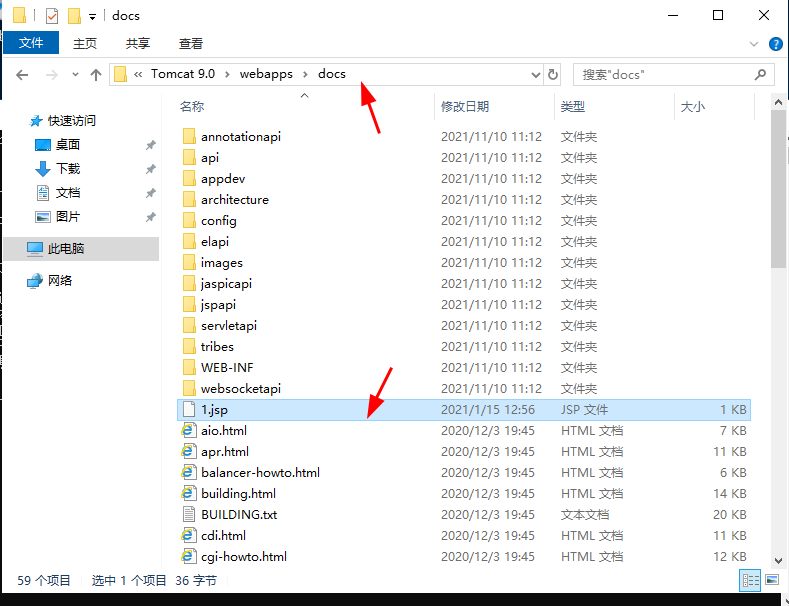 docs
文件 主页 共享 查看
« Tomcat 9.0 › webapps › docs 搜索"docs"
名称 修改日期 类型 大小
快速访问
桌面
下载
文档
图片
此电脑
网络
annotationapi 2021/11/10 11:12 文件夹
api 2021/11/10 11:12 文件夹
appdev 2021/11/10 11:12 文件夹
architecture 2021/11/10 11:12 文件夹
config 2021/11/10 11:12 文件夹
elapi 2021/11/10 11:12 文件夹
images 2021/11/10 11:12 文件夹
jaspicapi 2021/11/10 11:12 文件夹
jspapi 2021/11/10 11:12 文件夹
servletapi 2021/11/10 11:12 文件夹
tribes 2021/11/10 11:12 文件夹
WEB-INF 2021/11/10 11:12 文件夹
websocketapi 2021/11/10 11:12 文件夹
1.jsp 2021/1/15 12:56 JSP 文件 1 KB
aio.html 2020/12/3 19:45 HTML 文档 7 KB
apr.html 2020/12/3 19:45 HTML 文档 11 KB
balancer-howto.html 2020/12/3 19:45 HTML 文档 6 KB
building.html 2020/12/3 19:45 HTML 文档 14 KB
BUILDING.txt 2020/12/3 19:45 文本文档 20 KB
cdi.html 2020/12/3 19:45 HTML 文档 11 KB
cgi-howto.html 2020/12/3 19:45 HTML 文档 12 KB
59 个项目 选中 1 个项目 36 字节